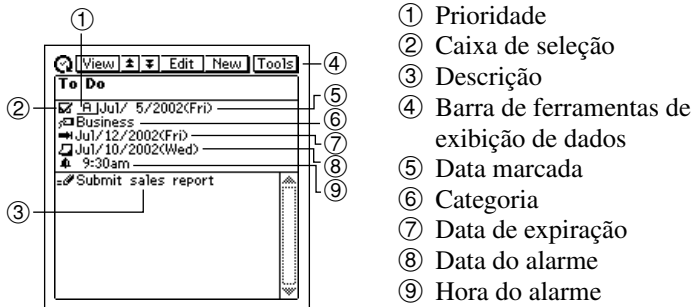 ①
View Edit New Tools
To Do
A Jul/ 5/2002(Fri)
Business
Jul/12/2002(Fri)
Jul/10/2002(Wed)
9:30am
Submit sales report
②
③
④
⑤
⑥
⑦
⑧
⑨
① Prioridade
② Caixa de seleção
③ Descrição
④ Barra de ferramentas de
exibição de dados
⑤ Data marcada
⑥ Categoria
⑦ Data de expiração
⑧ Data do alarme
⑨ Hora do alarme